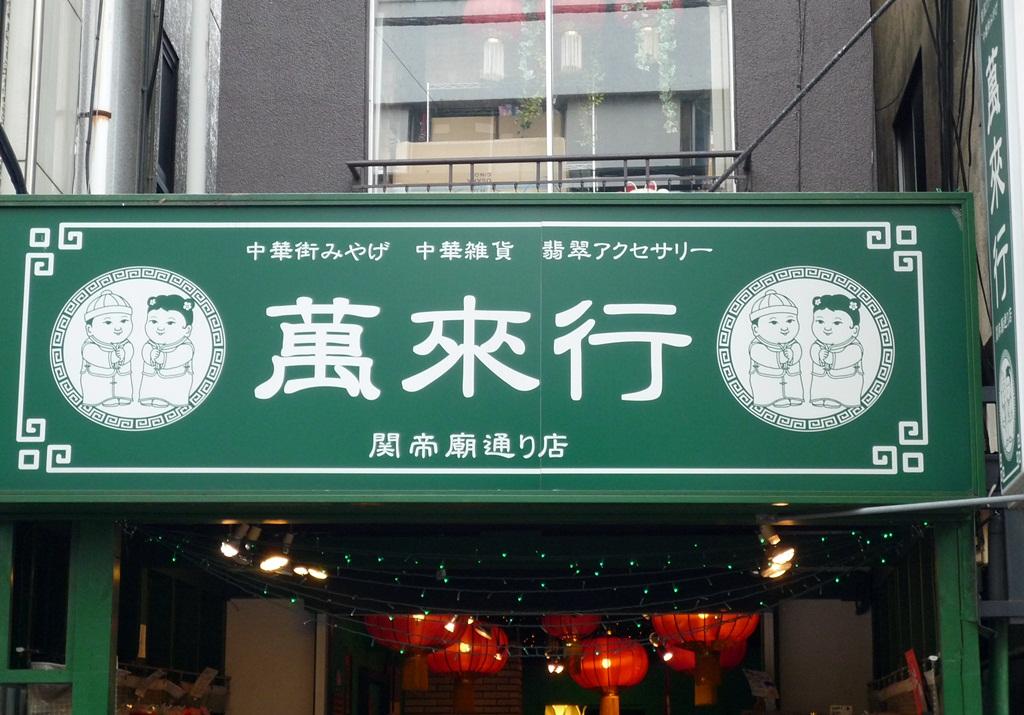 中華街みやげ 中華雑貨 翡翠アクセサリー
萬來行
関帝廟通り店
萬來行